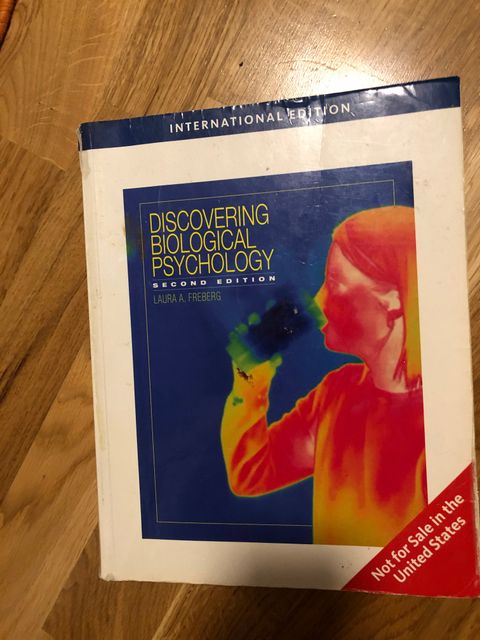 INTERNATIONAL EDITION
DISCOVERING
BIOLOGICAL
PSYCHOLOGY
SECOND EDITION
LAURA A. FREBERG
Not for Sale in the
United States